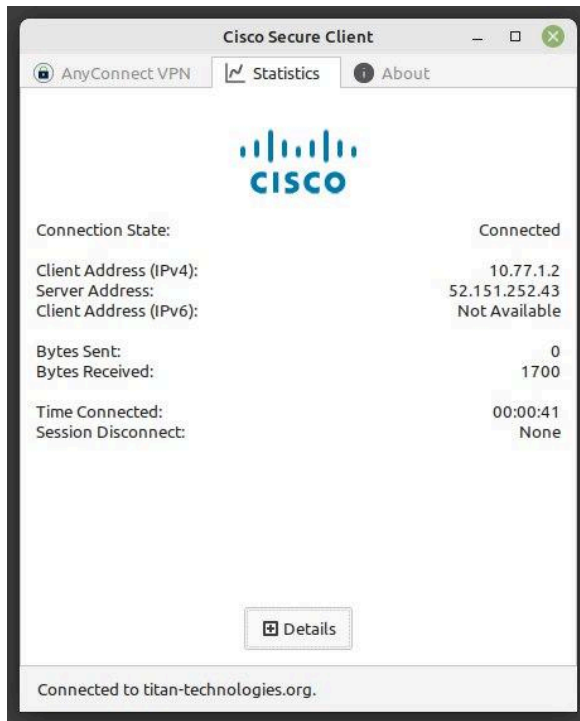 Cisco Secure Client
AnyConnect VPN Statistics About
CISCO
Connection State: Connected
Client Address (IPv4): 10.77.1.2
Server Address: 52.151.252.43
Client Address (IPv6): Not Available
Bytes Sent: 0
Bytes Received: 1700
Time Connected: 00:00:41
Session Disconnect: None
Details
Connected to titan-technologies.org.